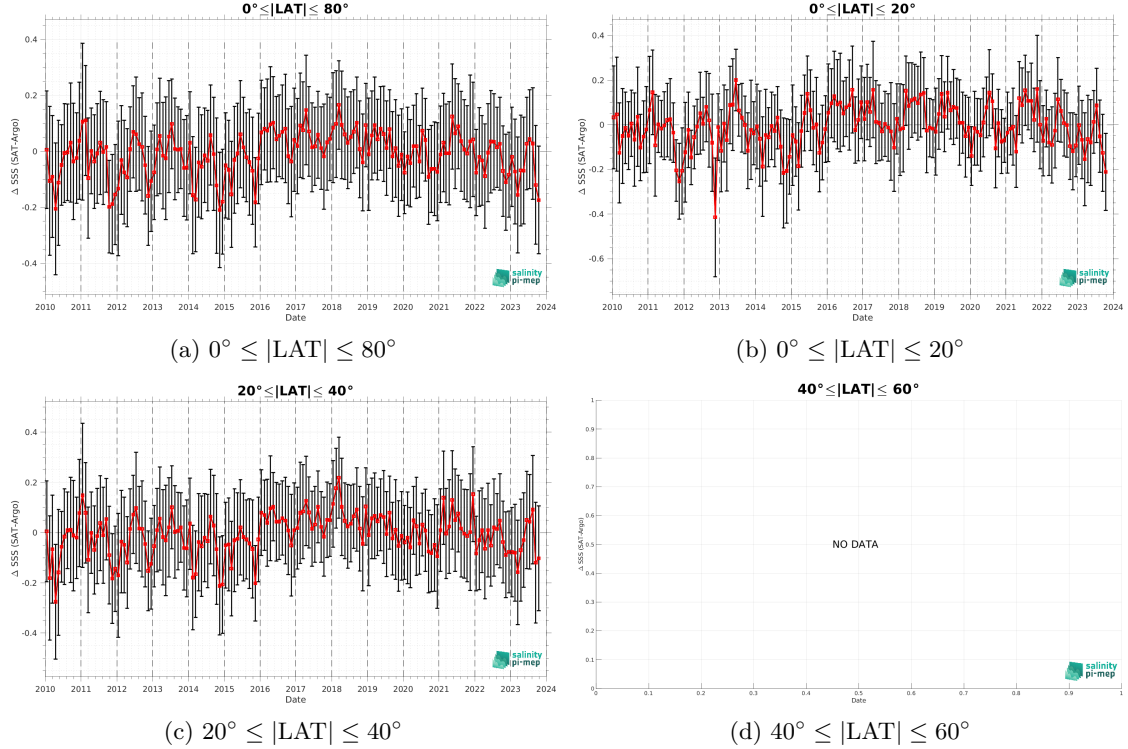 0°≤|LAT|≤ 80°
0.4
0.2
0
-0.2
-0.4
Δ SSS (SAT-Argo)
salinity
pi-mep
2010 2011 2012 2013 2014 2015 2016 2017 2018 2019 2020 2021 2022 2023 2024
Date
(a) 0° ≤ |LAT| ≤ 80°
0°≤|LAT|≤ 20°
0.4
0.2
0
-0.2
-0.4
-0.6
Δ SSS (SAT-Argo)
salinity
pi-mep
2010 2011 2012 2013 2014 2015 2016 2017 2018 2019 2020 2021 2022 2023 2024
Date
(b) 0° ≤ |LAT| ≤ 20°
20°≤|LAT|≤ 40°
0.4
0.2
0
-0.2
-0.4
Δ SSS (SAT-Argo)
salinity
pi-mep
2010 2011 2012 2013 2014 2015 2016 2017 2018 2019 2020 2021 2022 2023 2024
Date
(c) 20° ≤ |LAT| ≤ 40°
40°≤|LAT|≤ 60°
1
0.9
0.8
0.7
0.6
0.5
0.4
0.3
0.2
0.1
0
Δ SSS (SAT-Argo)
NO DATA
salinity
pi-mep
0 0.1 0.2 0.3 0.4 0.5 0.6 0.7 0.8 0.9 1
Date
(d) 40° ≤ |LAT| ≤ 60°